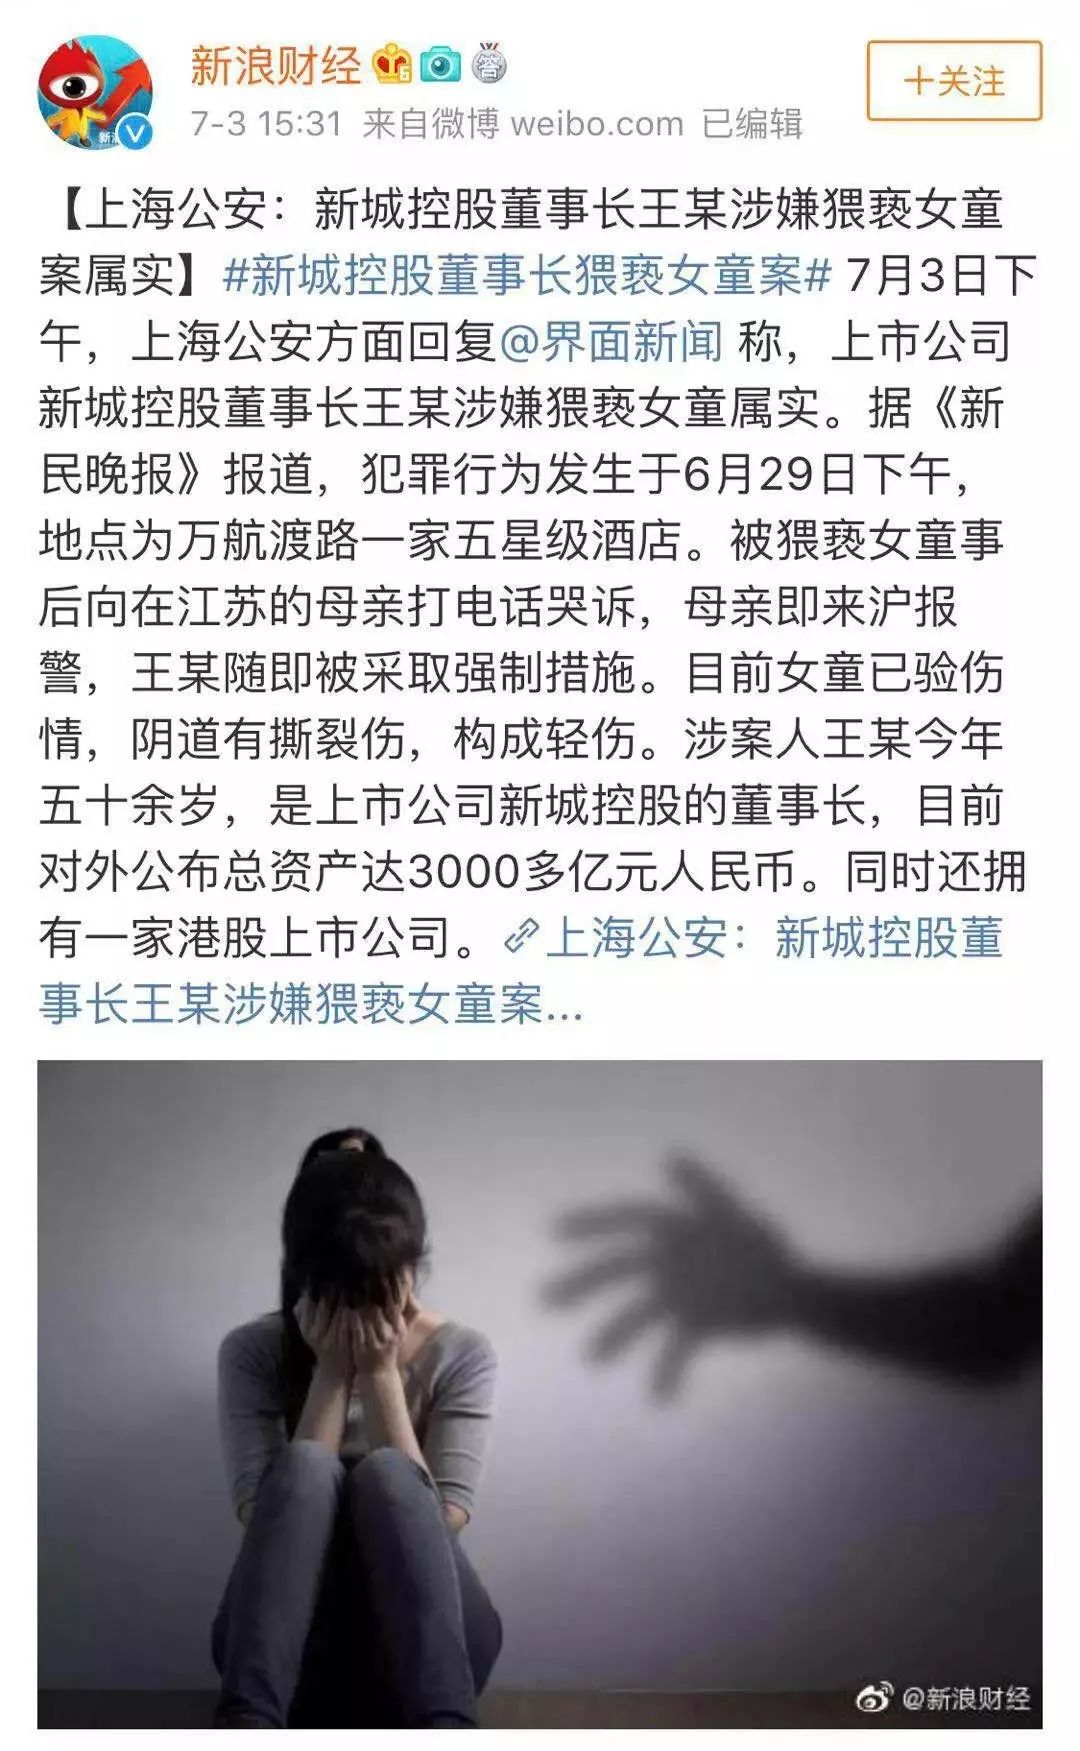 新浪财经
答
7-3 15:31 来自微博 weibo.com 已编辑
+关注
【上海公安：新城控股董事长王某涉嫌猥亵女童
案属实】#新城控股董事长猥亵女童案# 7月3日下
午，上海公安方面回复@界面新闻 称，上市公司
新城控股董事长王某涉嫌猥亵女童属实。据《新
民晚报》报道，犯罪行为发生于6月29日下午，
地点为万航渡路一家五星级酒店。被猥亵女童事
后向在江苏的母亲打电话哭诉，母亲即来沪报
警，王某随即被采取强制措施。目前女童已验伤
情，阴道有撕裂伤，构成轻伤。涉案人王某今年
五十余岁，是上市公司新城控股的董事长，目前
对外公布总资产达3000多亿元人民币。同时还拥
有一家港股上市公司。上海公安：新城控股董
事长王某涉嫌猥亵女童案...
@新浪财经